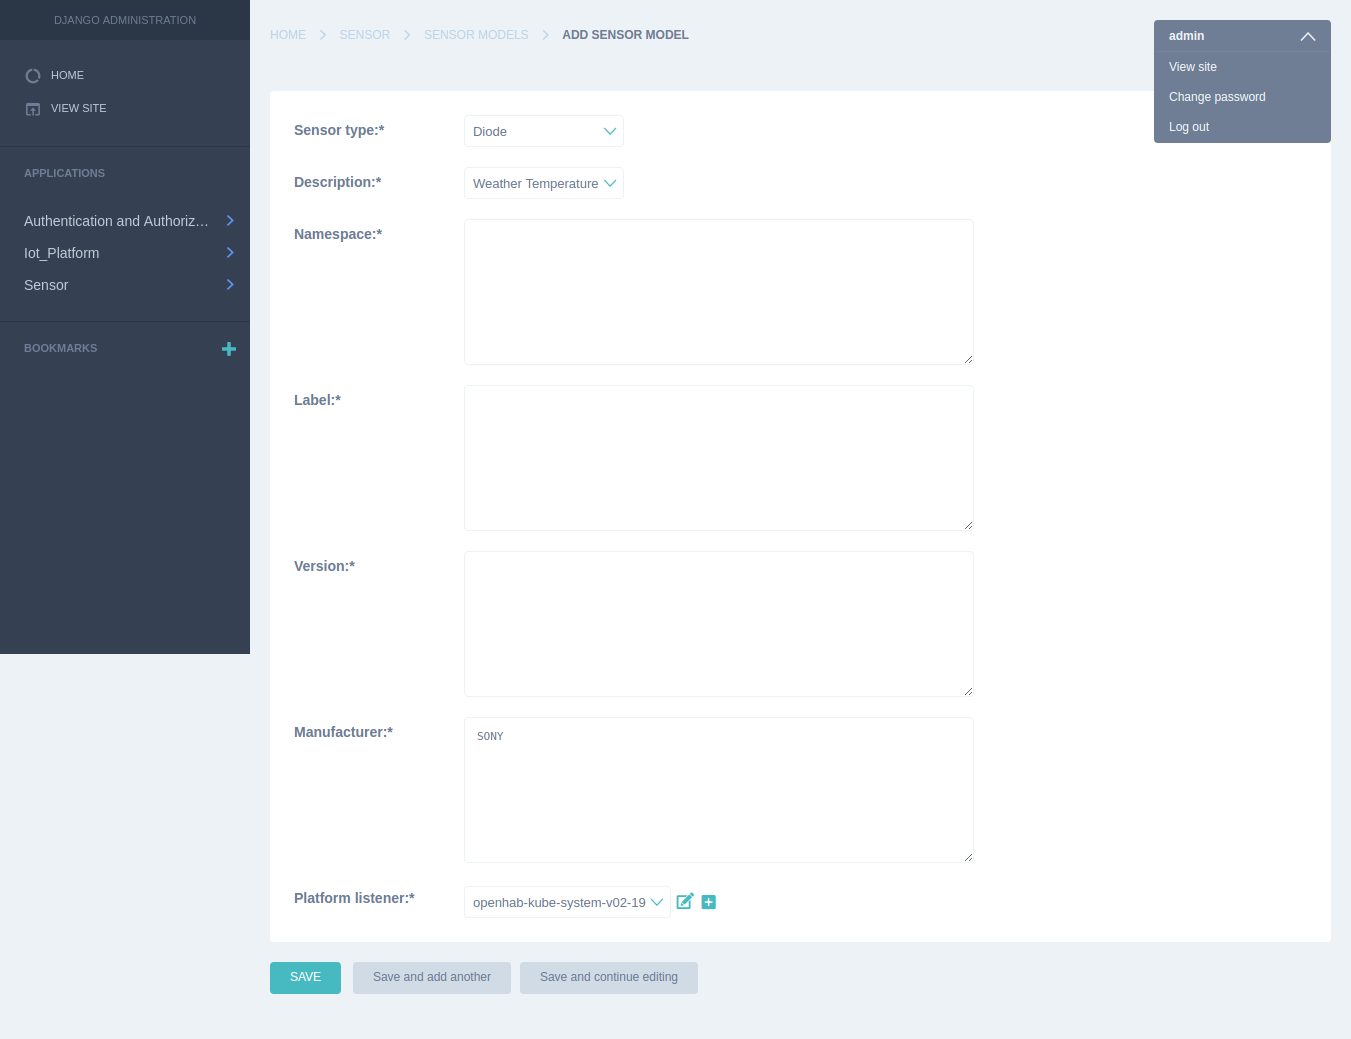 DJANGO ADMINISTRATION
HOME
VIEW SITE
APPLICATIONS
Authentication and Authoriz…
Iot_Platform
Sensor
BOOKMARKS
HOME SENSOR SENSOR MODELS ADD SENSOR MODEL
admin
View site
Change password
Log out
Sensor type:* Diode
Description:* Weather Temperature
Namespace:*
Label:*
Version:*
Manufacturer:* SONY
Platform listener:* openhab-kube-system-v02-19
SAVE Save and add another Save and continue editing